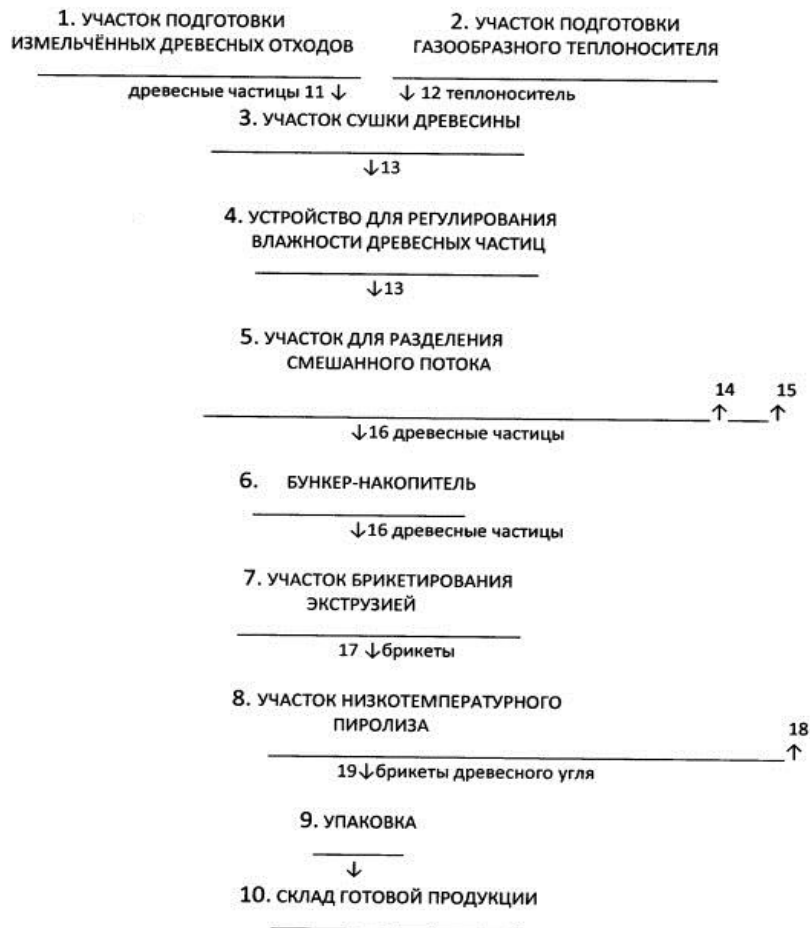 1. УЧАСТОК ПОДГОТОВКИ
ИЗМЕЛЬЧЁННЫХ ДРЕВЕСНЫХ ОТХОДОВ
2. УЧАСТОК ПОДГОТОВКИ
ГАЗООБРАЗНОГО ТЕПЛОНОСИТЕЛЯ
древесные частицы 11 ↓
↓ 12 теплоноситель
3. УЧАСТОК СУШКИ ДРЕВЕСИНЫ
↓13
4. УСТРОЙСТВО ДЛЯ РЕГУЛИРОВАНИЯ
ВЛАЖНОСТИ ДРЕВЕСНЫХ ЧАСТИЦ
↓13
5. УЧАСТОК ДЛЯ РАЗДЕЛЕНИЯ
СМЕШАННОГО ПОТОКА
14 15
↑ ↑
↓16 древесные частицы
6. БУНКЕР-НАКОПИТЕЛЬ
↓16 древесные частицы
7. УЧАСТОК БРИКЕТИРОВАНИЯ
ЭКСТРУЗИЕЙ
17 ↓брикеты
8. УЧАСТОК НИЗКОТЕМПЕРАТУРНОГО
ПИРОЛИЗА
18
↑
19↓брикеты древесного угля
9. УПАКОВКА
↓
10. СКЛАД ГОТОВОЙ ПРОДУКЦИИ